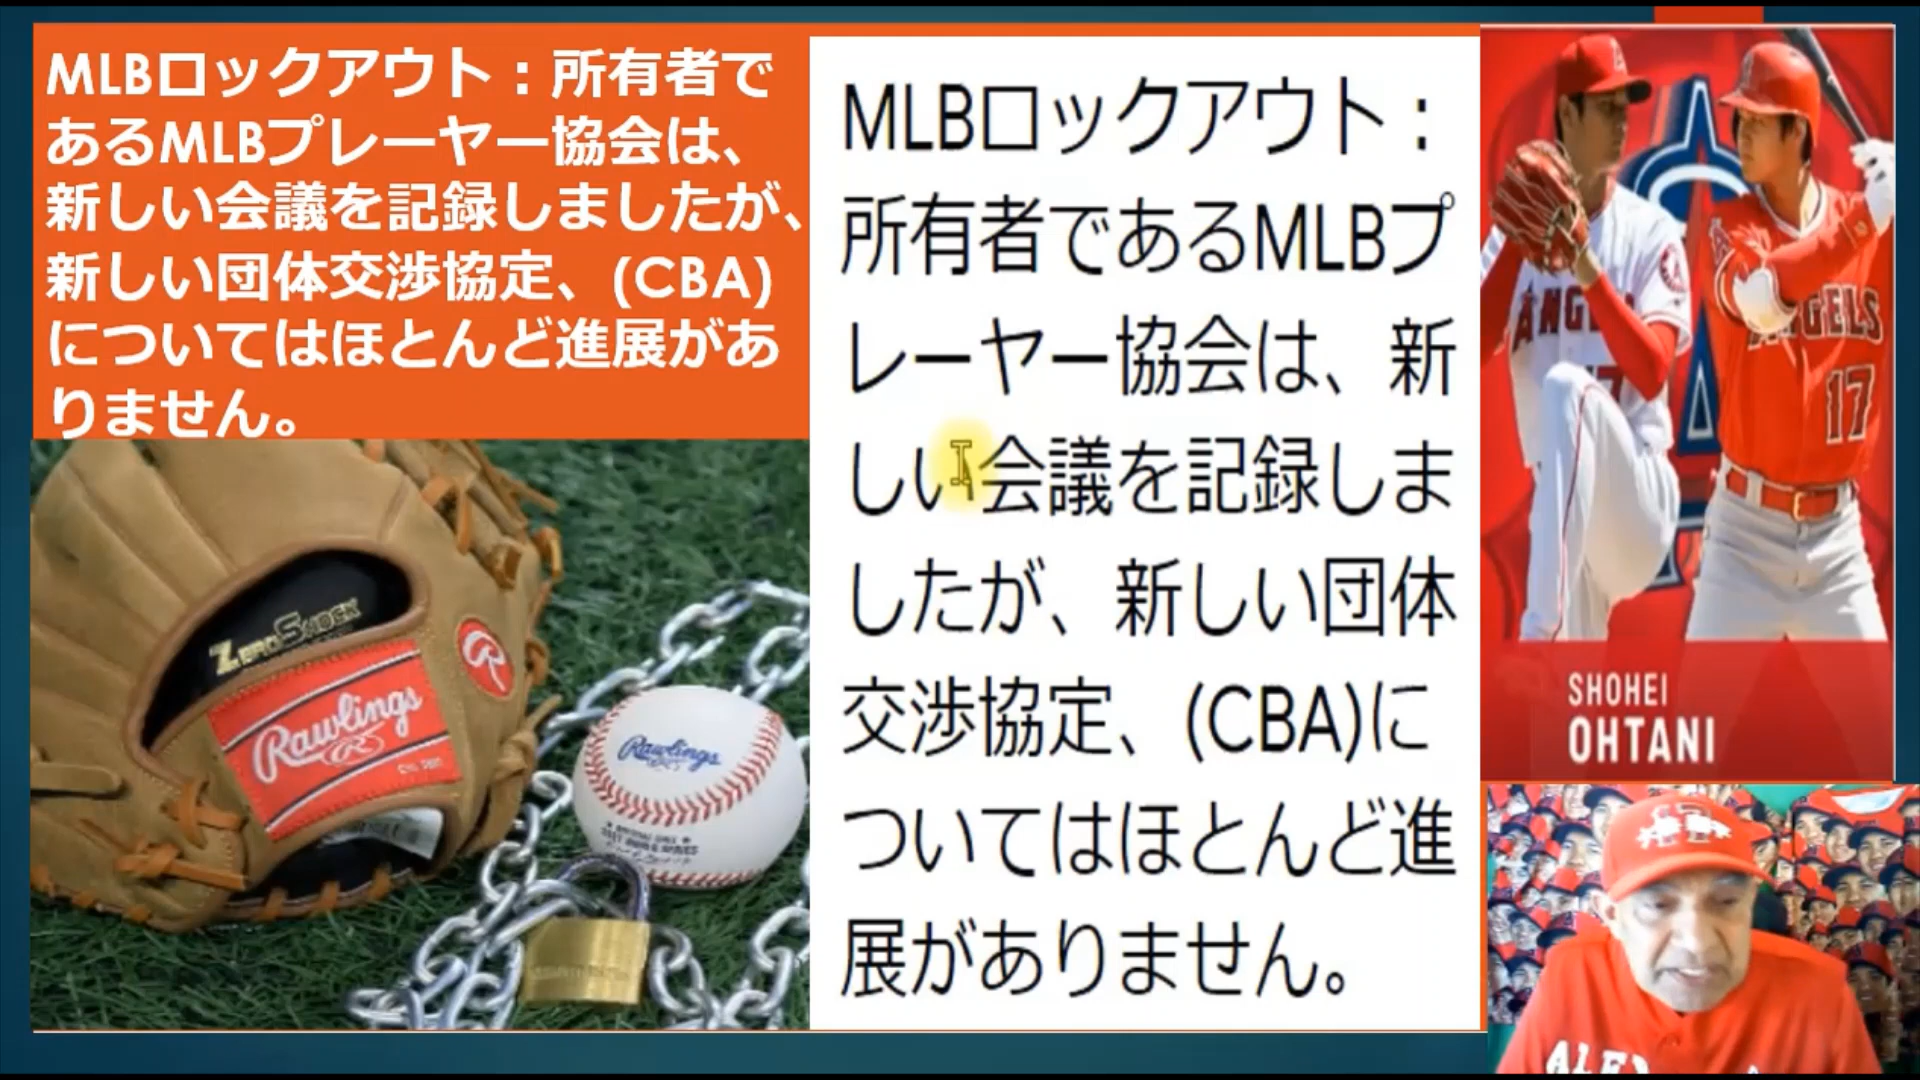 MLBロックアウト：所有者で
あるMLBプレーヤー協会は、
新しい会議を記録しましたが、
新しい団体交渉協定、(CBA)
についてはほとんど進展があ
りません。
MLBロックアウト：
所有者であるMLBプ
レーヤー協会は、新
しい会議を記録しま
したが、新しい団体
交渉協定、(CBA)に
ついてはほとんど進
展がありません。
ZeroShock
Rawlings
R
Rawlings
ANGELS
17
SHOHEI
OHTANI